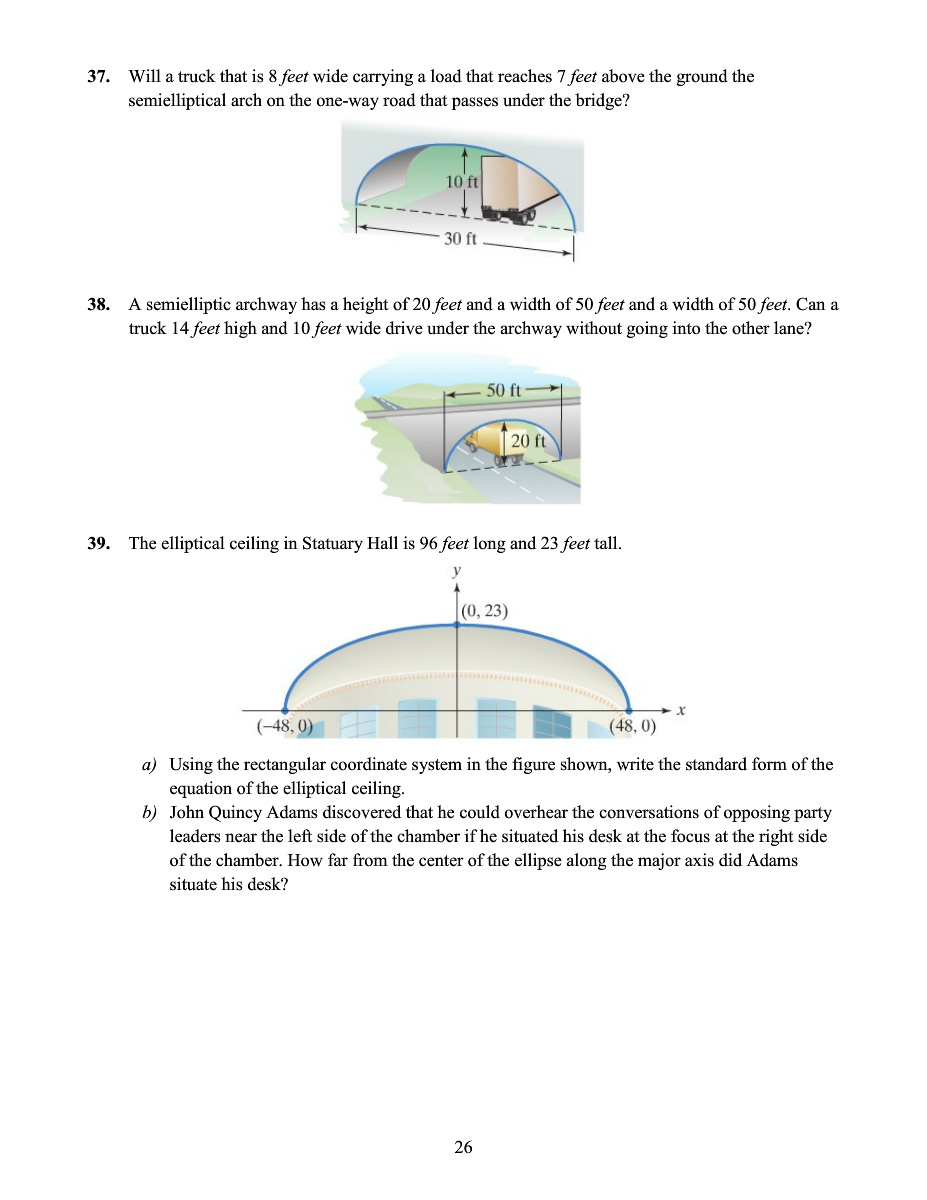 37. Will a truck that is 8 feet wide carrying a load that reaches 7 feet above the ground the
semielliptical arch on the one-way road that passes under the bridge?
10 ft
30 ft
38. A semielliptic archway has a height of 20 feet and a width of 50 feet and a width of 50 feet. Can a
truck 14 feet high and 10 feet wide drive under the archway without going into the other lane?
50 ft
20 ft
39. The elliptical ceiling in Statuary Hall is 96 feet long and 23 feet tall.
y
(0, 23)
x
(–48, 0)
(48, 0)
a) Using the rectangular coordinate system in the figure shown, write the standard form of the
equation of the elliptical ceiling.
b) John Quincy Adams discovered that he could overhear the conversations of opposing party
leaders near the left side of the chamber if he situated his desk at the focus at the right side
of the chamber. How far from the center of the ellipse along the major axis did Adams
situate his desk?
26